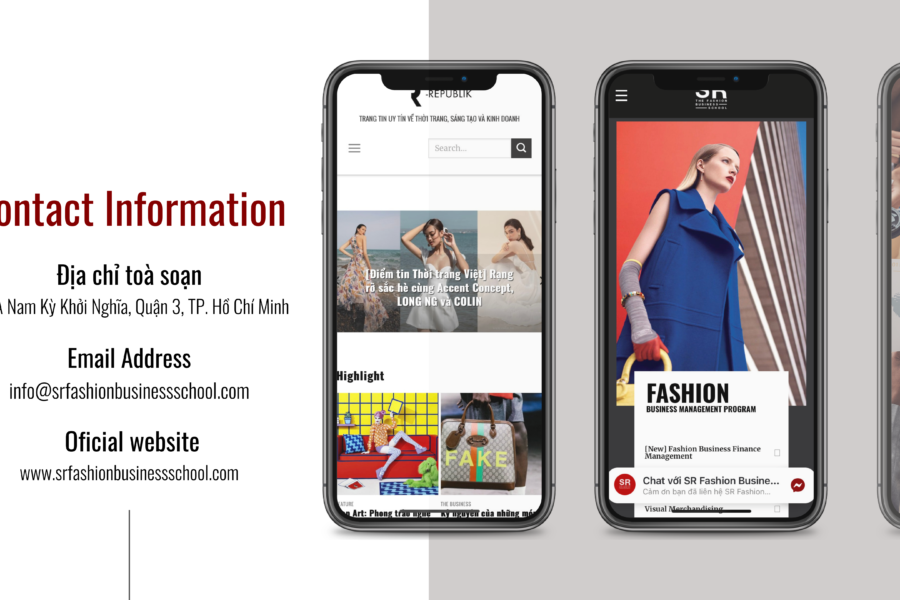 ontact Information
Địa chỉ toà soạn
A Nam Kỳ Khởi Nghĩa, Quận 3, TP. Hồ Chí Minh
Email Address
info@srfashionbusinessschool.com
Oficial website
www.srfashionbusinessschool.com
R-REPUBLIK
TRANG TIN UY TÍN VỀ THỜI TRANG, SÁNG TẠO VÀ KINH DOANH
Search...
[Điểm tin Thời trang Việt] Rạng
rỡ sắc hè cùng Accent Concept,
LONG NG và COLIN
Highlight
FAKE
THE BUSINESS
Art: Phong trào nghệ
Kỷ nguyên của những món
SR
THE FASHION
BUSINESS
SCHOOL
FASHION
BUSINESS MANAGEMENT PROGRAM
[New] Fashion Business Finance
Management
SR
Chat với SR Fashion Busine...
Cảm ơn bạn đã liên hệ SR Fashion...
Visual Merchandising